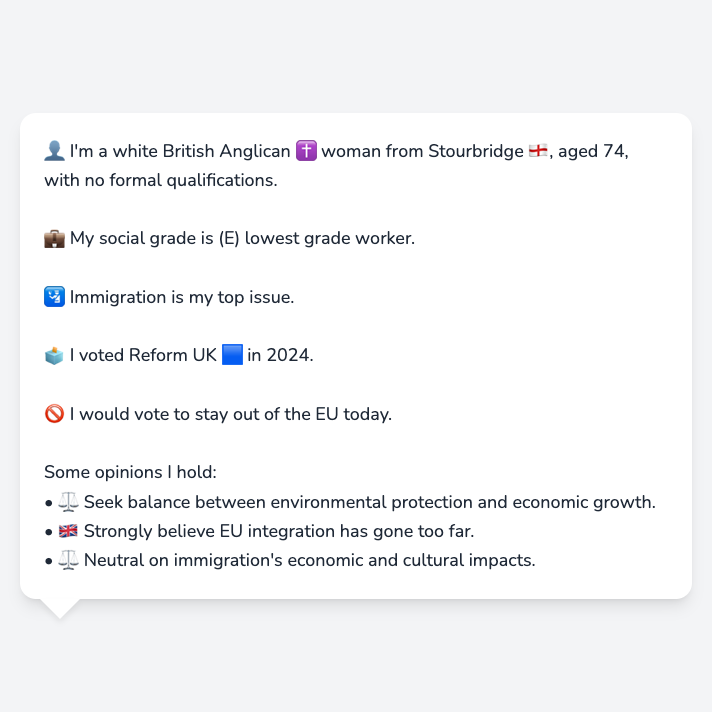 👤 I'm a white British Anglican ✝️ woman from Stourbridge 🏴󠁧󠁢󠁥󠁮󠁧󠁿, aged 74,
with no formal qualifications.
💼 My social grade is (E) lowest grade worker.
🛂 Immigration is my top issue.
🗳️ I voted Reform UK 🟦 in 2024.
🚫 I would vote to stay out of the EU today.
Some opinions I hold:
• ⚖️ Seek balance between environmental protection and economic growth.
• 🇬🇧 Strongly believe EU integration has gone too far.
• ⚖️ Neutral on immigration's economic and cultural impacts.